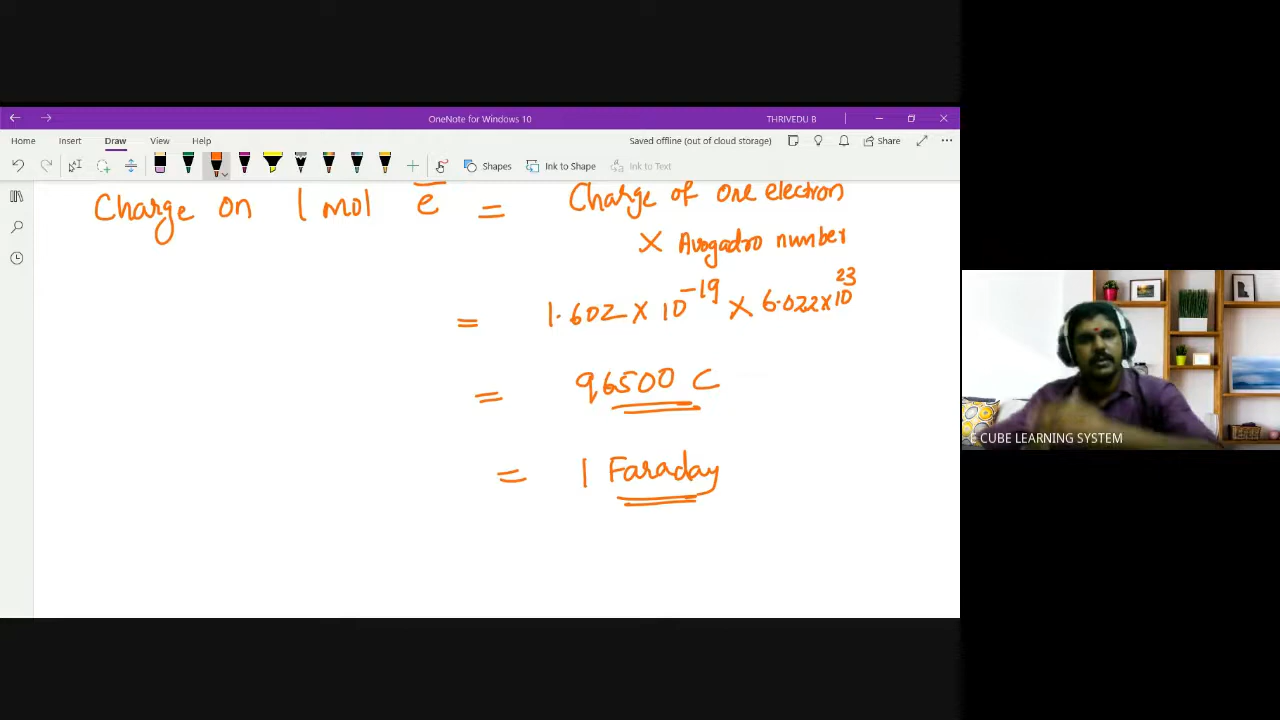 OneNote for Windows 10
THRIVEDU B
Home Insert Draw View Help
Saved offline (out of cloud storage)
Share
Shapes
Ink to Shape
Ink to Text
Charge on 1 mol e̅ = Charge of one electron
× Avogadro number
= 1.602 × 10⁻¹⁹ × 6.022×10²³
= 96500 C
= 1 Faraday
E CUBE LEARNING SYSTEM